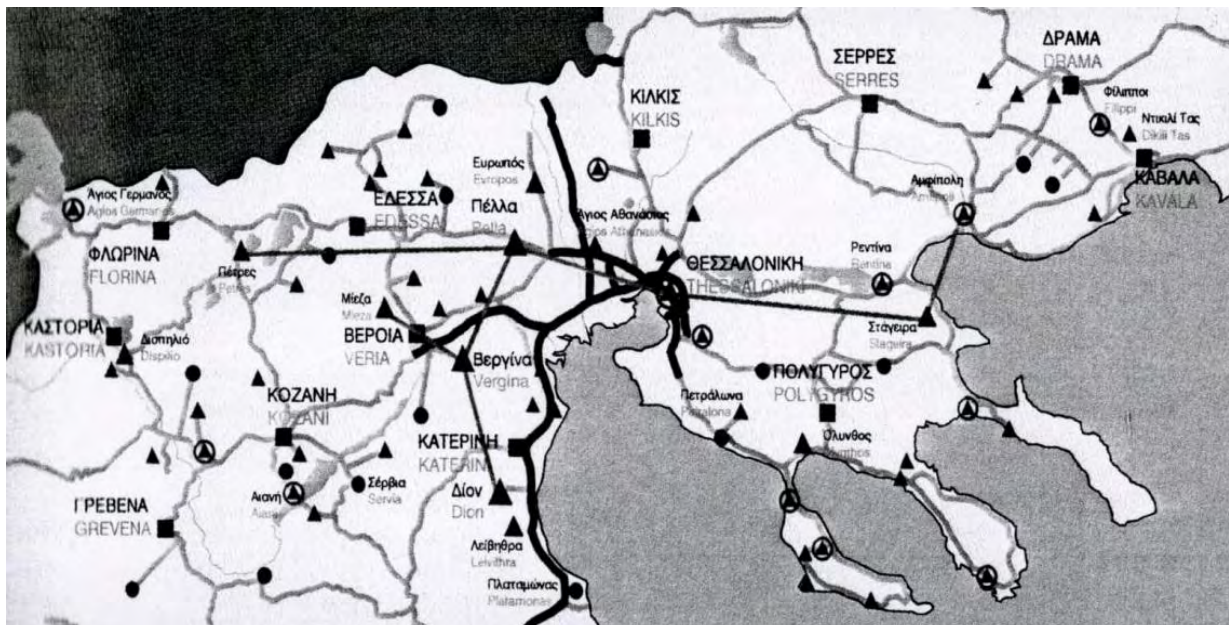 ΔΡΑΜΑ
DRAMA
ΣΕΡΡΕΣ
SERRES
Φίλιπποι
Filippi
ΚΙΛΚΙΣ
KILKIS
Ντικιλί Τας
Dikili Tas
Ευρωπός
Evropos
ΚΑΒΑΛΑ
KAVALA
Άγιος Γερμανός
Agios Germanos
ΕΔΕΣΣΑ
EDESSA
Πέλλα
Pella
Άγιος Αθανάσιος
Agios Athanasios
Αμφίπολη
ΦΛΩΡΙΝΑ
FLORINA
Πέτρες
Petres
ΘΕΣΣΑΛΟΝΙΚΗ
THESSALONIKI
Ρεντίνα
Rentina
Μίεζα
Mieza
ΚΑΣΤΟΡΙΑ
KASTORIA
Δισπηλιό
Dispilio
ΒΕΡΟΙΑ
VERIA
Στάγειρα
Stageira
Βεργίνα
Vergina
ΠΟΛΥΓΥΡΟΣ
POLYGYROS
ΚΟΖΑΝΗ
KOZANI
Πετράλωνα
Petralona
ΚΑΤΕΡΙΝΗ
KATERINI
Όλυνθος
Olynthos
Αιανή
Aiani
Σέρβια
Servia
Δίον
Dion
ΓΡΕΒΕΝΑ
GREVENA
Λείβηθρα
Leivithra
Πλαταμώνας
Platamonas